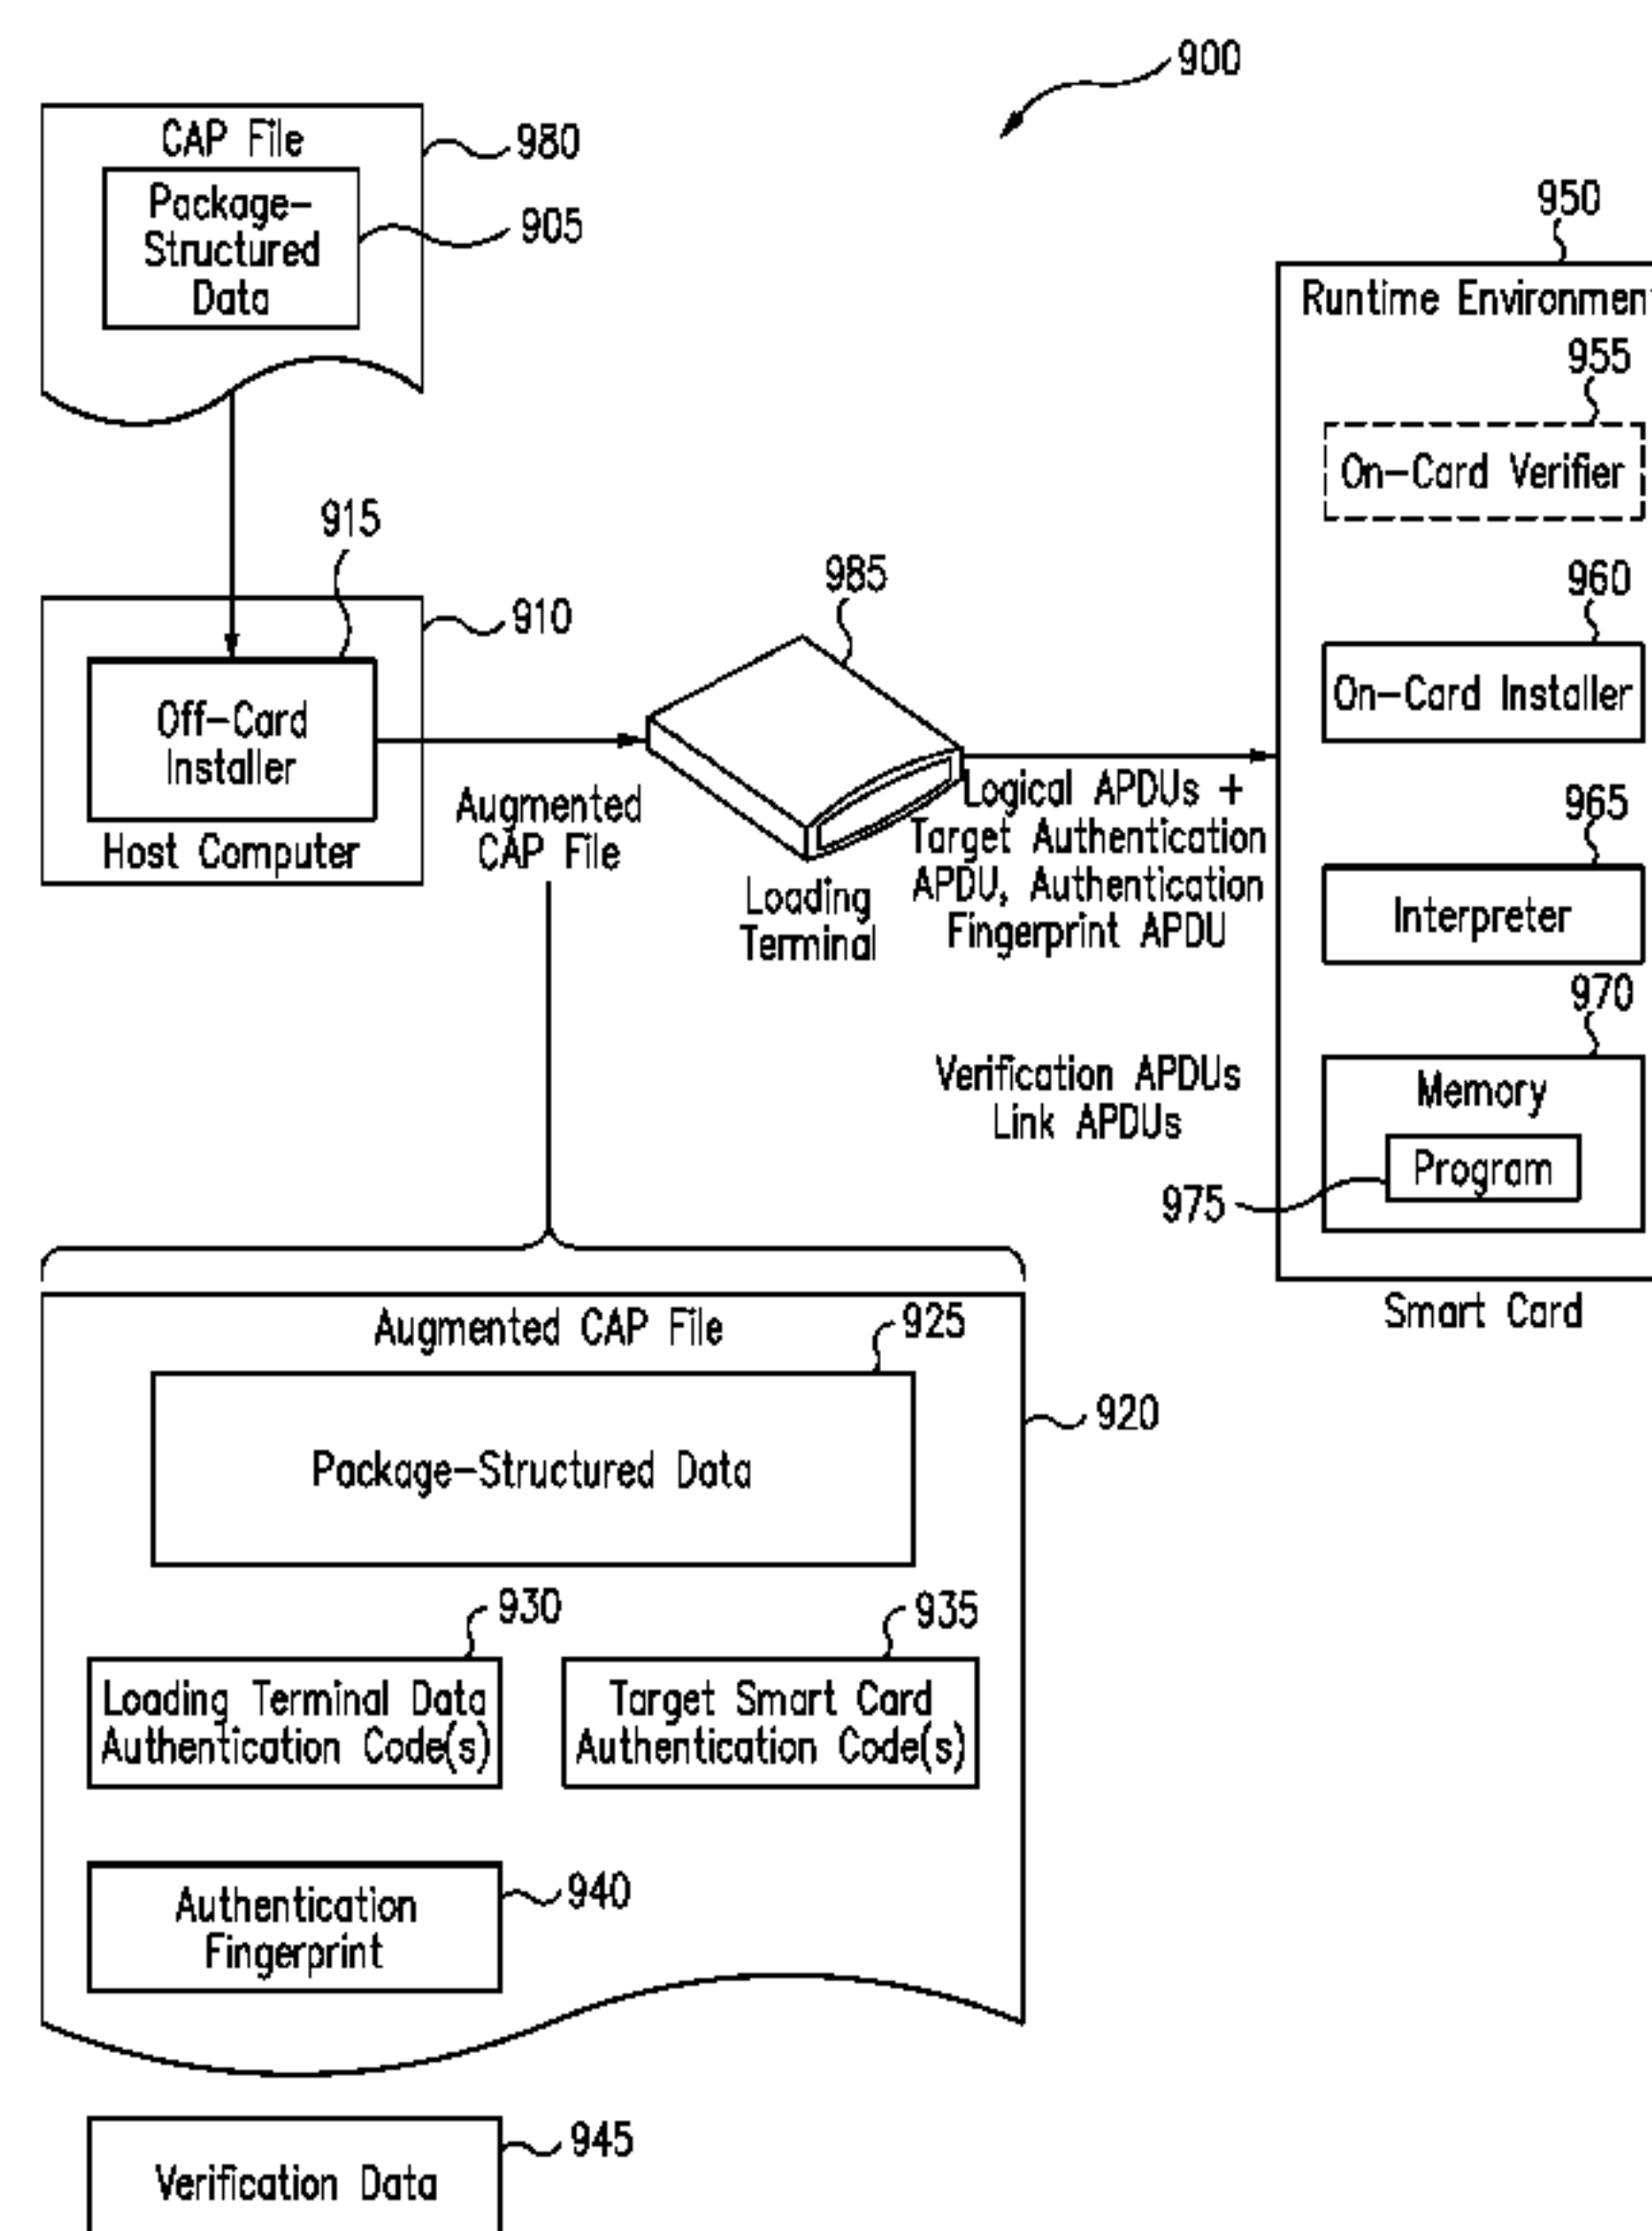 900
CAP File
980
Package-
Structured
Data
905
950
Runtime Environment
955
On-Card Verifier
915
910
Off-Card
Installer
Host Computer
Augmented
CAP File
985
Loading
Terminal
Logical APDUs +
Target Authentication
APDU, Authentication
Fingerprint APDU
960
On-Card Installer
965
Interpreter
Verification APDUs
Link APDUs
970
Memory
Program
975
Smart Card
Augmented CAP File
925
920
Package-Structured Data
930
Loading Terminal Data
Authentication Code(s)
935
Target Smart Card
Authentication Code(s)
Authentication
Fingerprint
940
945
Verification Data